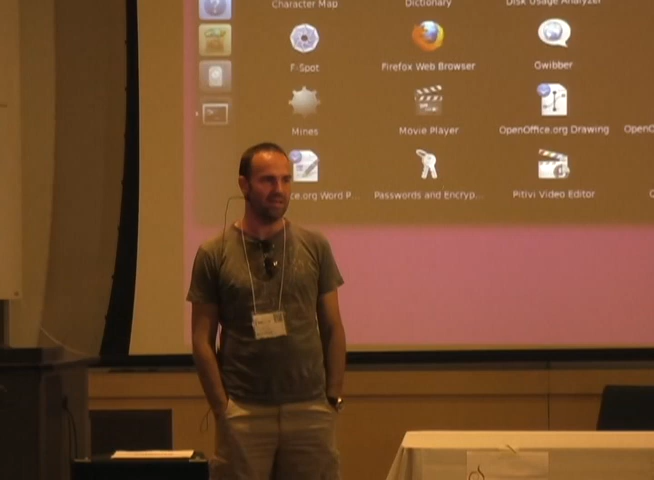 Character Map
Dictionary
Disk Usage Analyzer
F-Spot
Firefox Web Browser
Gwibber
Mines
Movie Player
OpenOffice.org Drawing
OpenO
ce.org Word P...
Passwords and Encryp...
Pitivi Video Editor